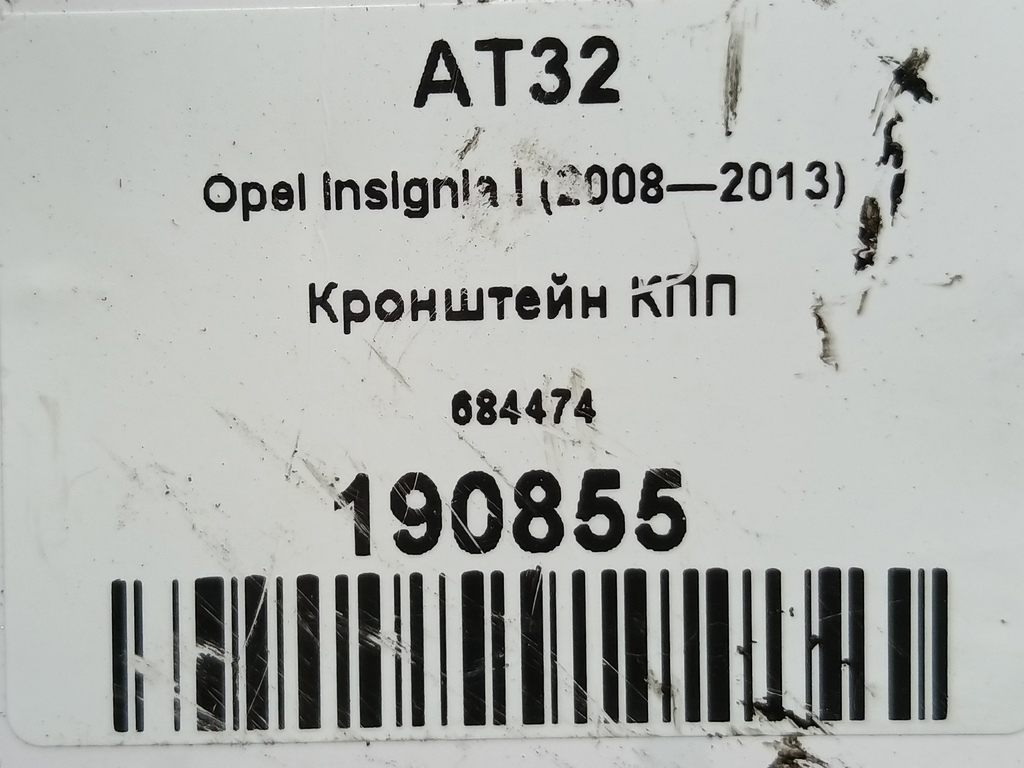 AT32
Opel Insignia I (2008—2013)
Кронштейн КПП
684474
190855